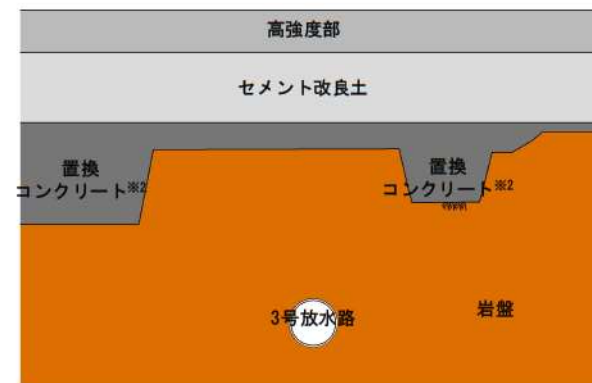 高強度部
セメント改良土
置換
コンクリート※2
置換
コンクリート※2
3号放水路
岩盤